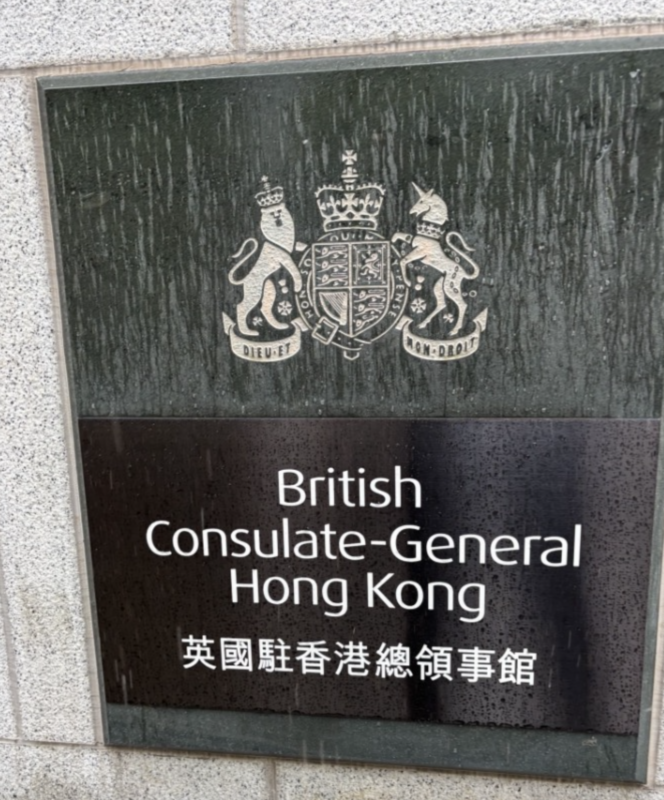 DIEU·ET MON·DROIT
British
Consulate-General
Hong Kong
英國駐香港總領事館